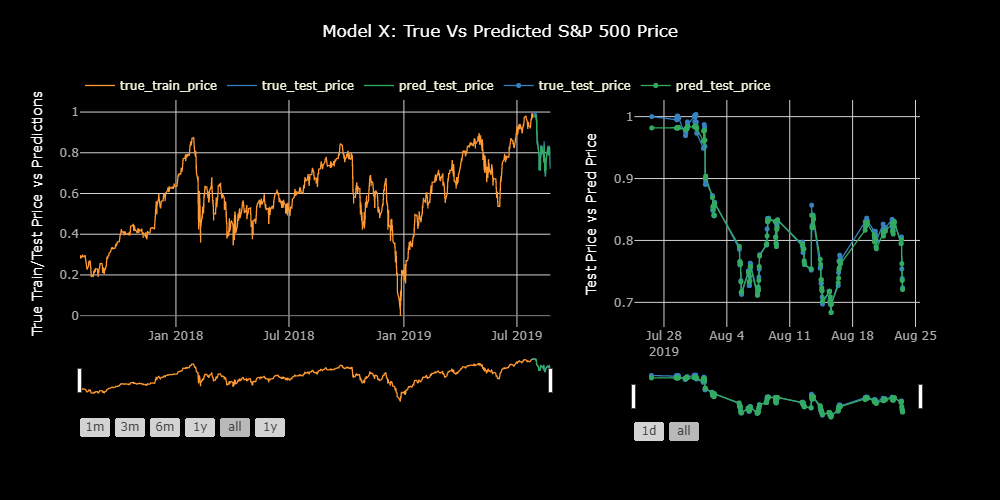 Model X: True Vs Predicted S&P 500 Price
true_train_price true_test_price pred_test_price true_test_price pred_test_price
True Train/Test Price vs Predictions
1
0.8
0.6
0.4
0.2
0
Jan 2018 Jul 2018 Jan 2019 Jul 2019
1m 3m 6m 1y all 1y
Test Price vs Pred Price
1
0.9
0.8
0.7
Jul 28 Aug 4 Aug 11 Aug 18 Aug 25
2019
1d all